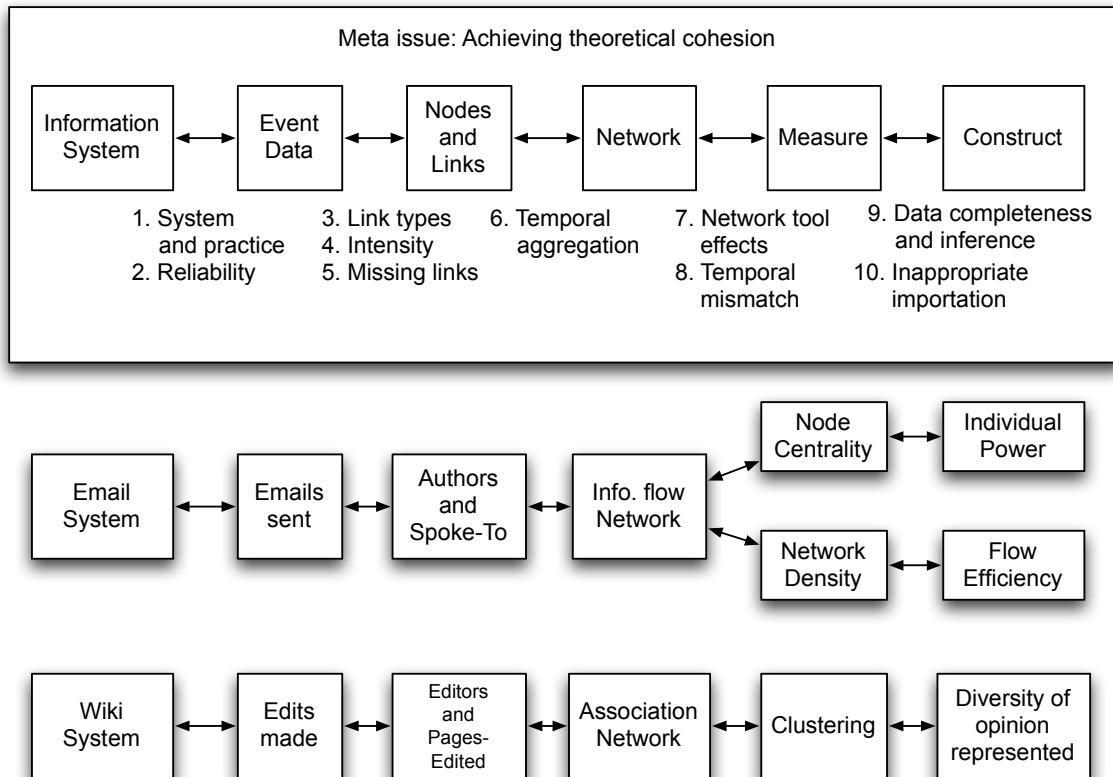 Meta issue: Achieving theoretical cohesion
Information
System
Event
Data
Nodes
and
Links
Network
Measure
Construct
1. System
and practice
2. Reliability
3. Link types
4. Intensity
5. Missing links
6. Temporal
aggregation
7. Network tool
effects
8. Temporal
mismatch
9. Data completeness
and inference
10. Inappropriate
importation
Email
System
Emails
sent
Authors
and
Spoke-To
Info. flow
Network
Node
Centrality
Individual
Power
Network
Density
Flow
Efficiency
Wiki
System
Edits
made
Editors
and
Pages-
Edited
Association
Network
Clustering
Diversity of
opinion
represented